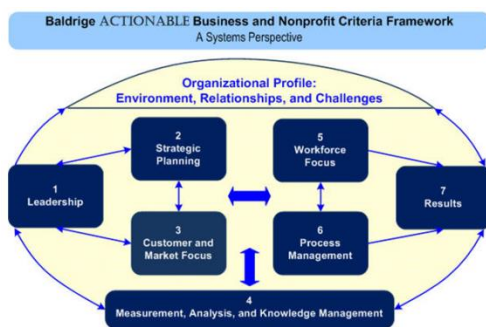 Baldrige ACTIONABLE Business and Nonprofit Criteria Framework
A Systems Perspective
Organizational Profile:
Environment, Relationships, and Challenges
2
Strategic
Planning
5
Workforce
Focus
1
Leadership
7
Results
3
Customer and
Market Focus
6
Process
Management
4
Measurement, Analysis, and Knowledge Management